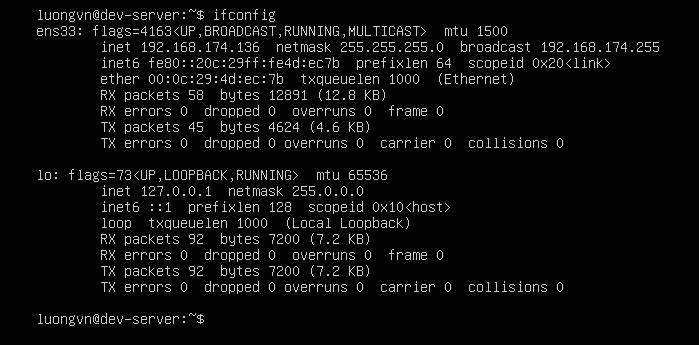 luongvn@dev-server:~$ ifconfig
ens33: flags=4163<UP,BROADCAST,RUNNING,MULTICAST>  mtu 1500
        inet 192.168.174.136  netmask 255.255.255.0  broadcast 192.168.174.255
        inet6 fe80::20c:29ff:fe4d:ec7b  prefixlen 64  scopeid 0x20<link>
        ether 00:0c:29:4d:ec:7b  txqueuelen 1000  (Ethernet)
        RX packets 58  bytes 12891 (12.8 KB)
        RX errors 0  dropped 0  overruns 0  frame 0
        TX packets 45  bytes 4624 (4.6 KB)
        TX errors 0  dropped 0 overruns 0  carrier 0  collisions 0

lo: flags=73<UP,LOOPBACK,RUNNING>  mtu 65536
        inet 127.0.0.1  netmask 255.0.0.0
        inet6 ::1  prefixlen 128  scopeid 0x10<host>
        loop  txqueuelen 1000  (Local Loopback)
        RX packets 92  bytes 7200 (7.2 KB)
        RX errors 0  dropped 0  overruns 0  frame 0
        TX packets 92  bytes 7200 (7.2 KB)
        TX errors 0  dropped 0 overruns 0  carrier 0  collisions 0

luongvn@dev-server:~$